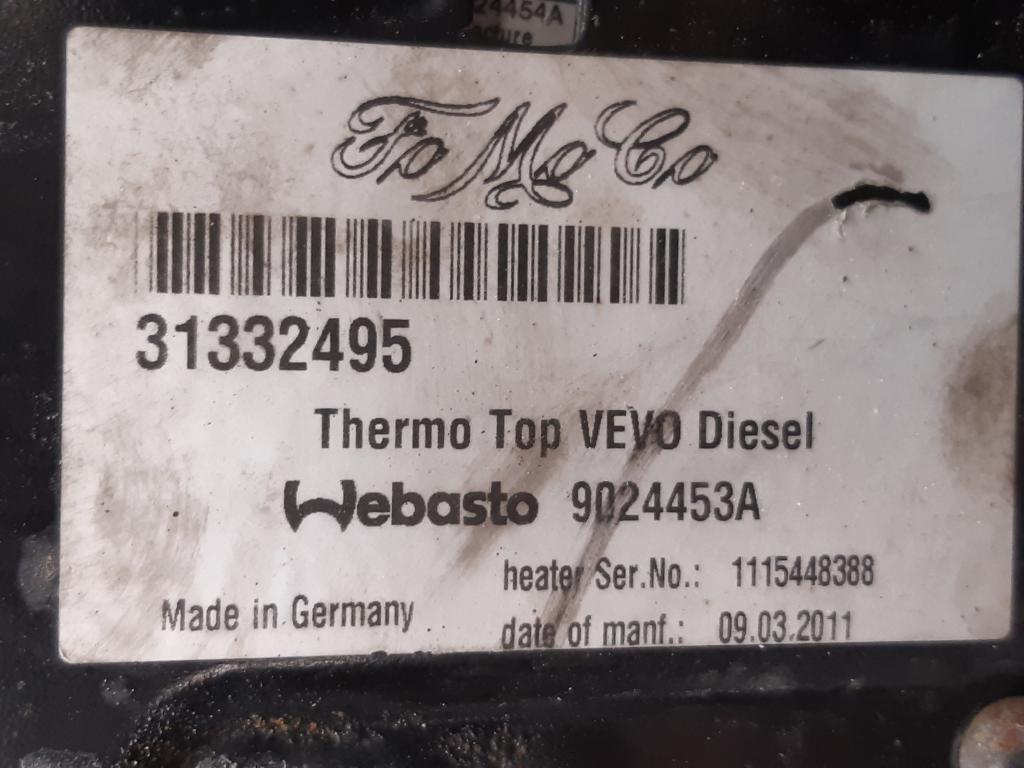 24454A
FoMoCo
31332495
Thermo Top VEVO Diesel
Webasto 9024453A
heater Ser.No.: 1115448388
Made in Germany
date of manf.: 09.03.2011